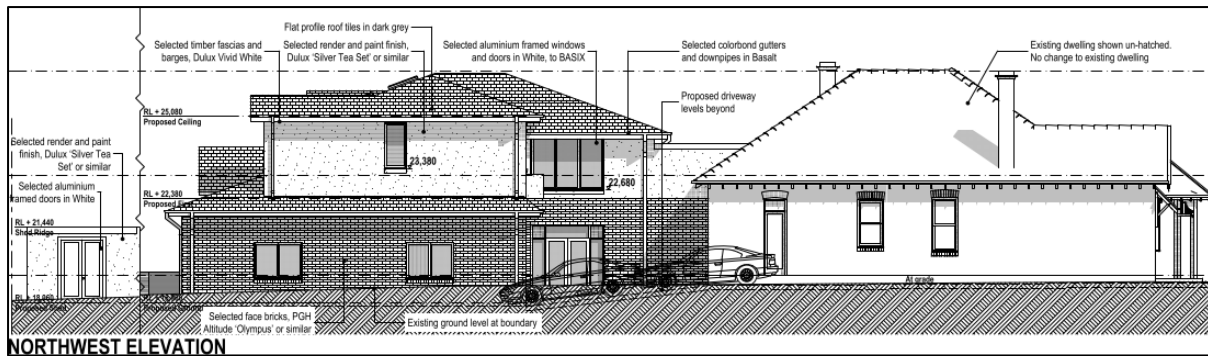 Flat profile roof tiles in dark grey
Selected timber fascias and
barges, Dulux Vivid White
Selected render and paint finish,
Dulux 'Silver Tea Set' or similar
Selected aluminium framed windows
and doors in White, to BASIX
Selected colorbond gutters
and downpipes in Basalt
Existing dwelling shown un-hatched.
No change to existing dwelling
Proposed driveway
levels beyond
RL + 25,080
Proposed Ceiling
Selected render and paint
finish, Dulux 'Silver Tea
Set' or similar
23,380
Selected aluminium
framed doors in White
22,680
RL + 22,380
Proposed First
RL + 21,440
Shed Ridge
At grade
Proposed Ground
Selected face bricks, PGH
Altitude 'Olympus' or similar
Existing ground level at boundary
NORTHWEST ELEVATION